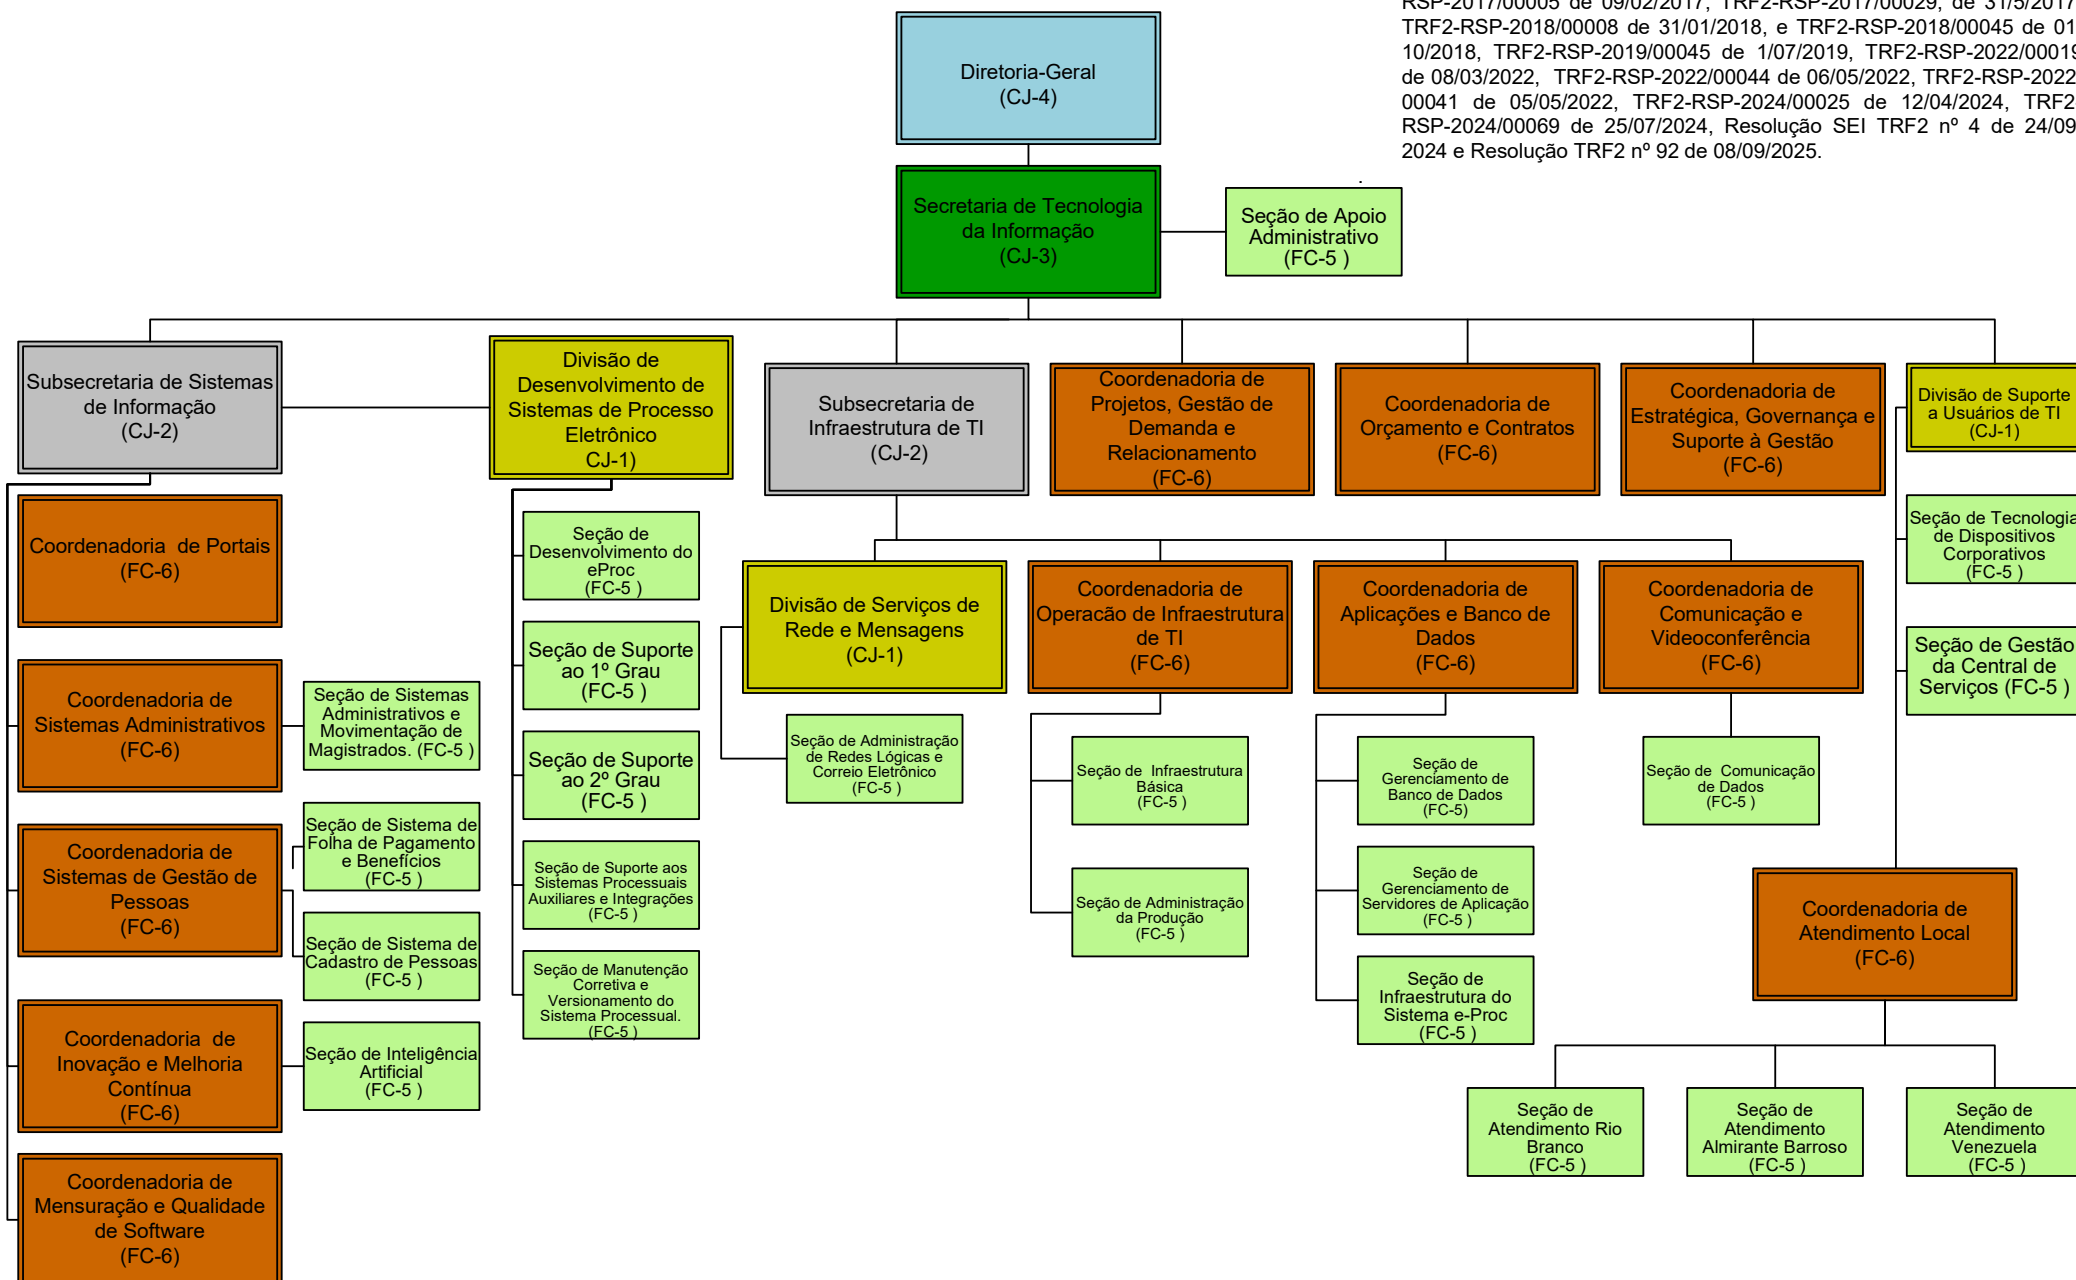 RSP-2017/00005 de 09/02/2017, TRF2-RSP-2017/00029, de 31/5/2017
TRF2-RSP-2018/00008 de 31/01/2018, e TRF2-RSP-2018/00045 de 01
10/2018, TRF2-RSP-2019/00045 de 1/07/2019, TRF2-RSP-2022/00019
de 08/03/2022, TRF2-RSP-2022/00044 de 06/05/2022, TRF2-RSP-2022
00041 de 05/05/2022, TRF2-RSP-2024/00025 de 12/04/2024, TRF2
RSP-2024/00069 de 25/07/2024, Resolução SEI TRF2 nº 4 de 24/09
2024 e Resolução TRF2 nº 92 de 08/09/2025.
.
Diretoria-Geral
(CJ-4)
Secretaria de Tecnologia
da Informação
(CJ-3)
Seção de Apoio
Administrativo
(FC-5 )
Subsecretaria de Sistemas
de Informação
(CJ-2)
Divisão de
Desenvolvimento de
Sistemas de Processo
Eletrônico
CJ-1)
Subsecretaria de
Infraestrutura de TI
(CJ-2)
Coordenadoria de
Projetos, Gestão de
Demanda e
Relacionamento
(FC-6)
Coordenadoria de
Orçamento e Contratos
(FC-6)
Coordenadoria de
Estratégica, Governança e
Suporte à Gestão
(FC-6)
Divisão de Suporte
a Usuários de TI
(CJ-1)
Coordenadoria  de Portais
(FC-6)
Coordenadoria de
Sistemas Administrativos
(FC-6)
Seção de Sistemas
Administrativos e
Movimentação de
Magistrados. (FC-5 )
Coordenadoria de
Sistemas de Gestão de
Pessoas
(FC-6)
Seção de Sistema de
Folha de Pagamento
e Benefícios
(FC-5 )
Seção de Sistema de
Cadastro de Pessoas
(FC-5 )
Coordenadoria  de
Inovação e Melhoria
Contínua
(FC-6)
Seção de Inteligência
Artificial
(FC-5 )
Coordenadoria de
Mensuração e Qualidade
de Software
(FC-6)
Seção de
Desenvolvimento do
eProc
(FC-5 )
Seção de Suporte
ao 1º Grau
(FC-5 )
Seção de Suporte
ao 2º Grau
(FC-5 )
Seção de Suporte aos
Sistemas Processuais
Auxiliares e Integrações
(FC-5 )
Seção de Manutenção
Corretiva e
Versionamento do
Sistema Processual.
(FC-5 )
Divisão de Serviços de
Rede e Mensagens
(CJ-1)
Seção de Administração
de Redes Lógicas e
Correio Eletrônico
(FC-5 )
Coordenadoria de
Operacão de Infraestrutura
de TI
(FC-6)
Seção de  Infraestrutura
Básica
(FC-5 )
Seção de Administração
da Produção
(FC-5 )
Coordenadoria de
Aplicações e Banco de
Dados
(FC-6)
Seção de
Gerenciamento de
Banco de Dados
(FC-5)
Seção de
Gerenciamento de
Servidores de Aplicação
(FC-5 )
Seção de
Infraestrutura do
Sistema e-Proc
(FC-5 )
Coordenadoria de
Comunicação e
Videoconferência
(FC-6)
Seção de  Comunicação
de Dados
(FC-5 )
Seção de Tecnologia
de Dispositivos
Corporativos
(FC-5 )
Seção de Gestão
da Central de
Serviços (FC-5 )
Coordenadoria de
Atendimento Local
(FC-6)
Seção de
Atendimento Rio
Branco
(FC-5 )
Seção de
Atendimento
Almirante Barroso
(FC-5 )
Seção de
Atendimento
Venezuela
(FC-5 )